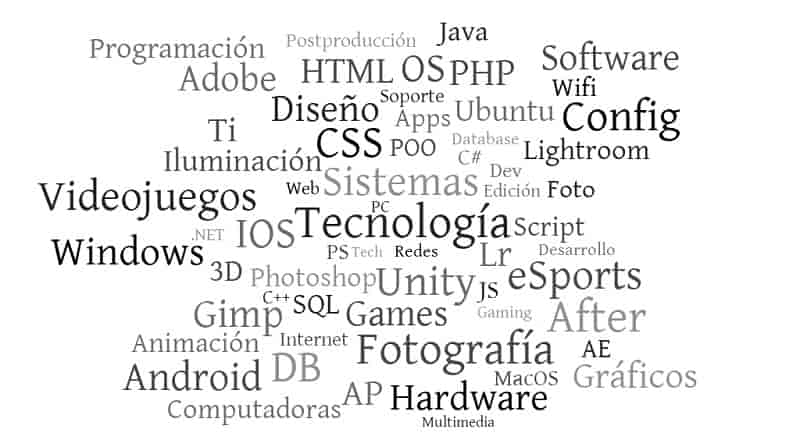 Java
Programación Postproducción
Software
Adobe HTML OS PHP
Wifi
Diseño Soporte
Apps Ubuntu Config
Ti
CSS POO Database
Iluminación C# Lightroom
Dev
Videojuegos Web Sistemas Edición Foto
PC
Tecnología Script
.NET IOS
Windows PS Tech Redes Lr Desarrollo
3D Photoshop Unity JS eSports
C++ SQL
Gimp Games Gaming After
Animación Internet
Fotografía AE
Android DB MacOS Gráficos
Computadoras AP Hardware
Multimedia